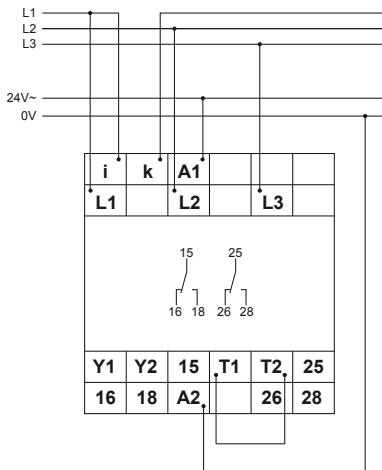 L1
L2
L3
24V~
0V
i k A1
L1 L2 L3
15 25
16 18 26 28
Y1 Y2 15 T1 T2 25
16 18 A2 26 28